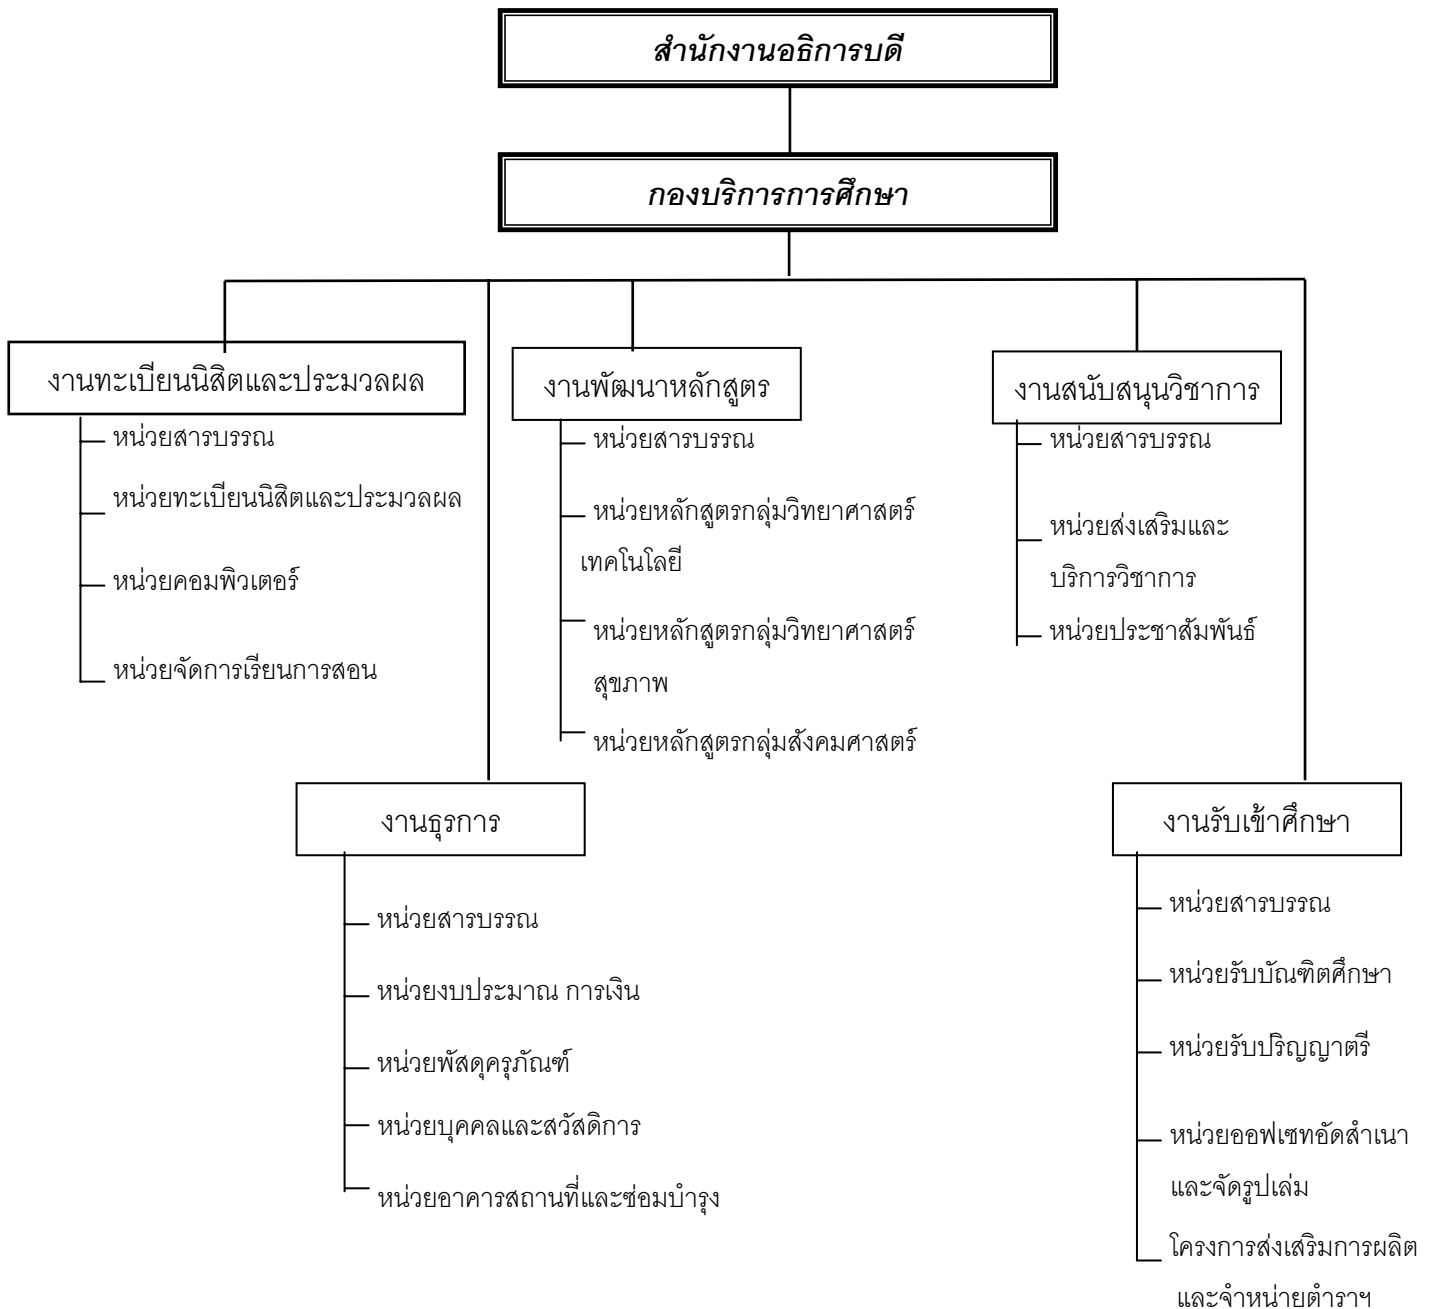 สำนักงานอธิการบดี
กองบริการการศึกษา
งานทะเบียนนิสิตและประมวลผล
หน่วยสารบรรณ
หน่วยทะเบียนนิสิตและประมวลผล
หน่วยคอมพิวเตอร์
หน่วยจัดการเรียนการสอน
งานพัฒนาหลักสูตร
หน่วยสารบรรณ
หน่วยหลักสูตรกลุ่มวิทยาศาสตร์
เทคโนโลยี
หน่วยหลักสูตรกลุ่มวิทยาศาสตร์
สุขภาพ
หน่วยหลักสูตรกลุ่มสังคมศาสตร์
งานสนับสนุนวิชาการ
หน่วยสารบรรณ
หน่วยส่งเสริมและ
บริการวิชาการ
หน่วยประชาสัมพันธ์
งานธุรการ
หน่วยสารบรรณ
หน่วยงบประมาณ การเงิน
หน่วยพัสดุครุภัณฑ์
หน่วยบุคคลและสวัสดิการ
หน่วยอาคารสถานที่และซ่อมบำรุง
งานรับเข้าศึกษา
หน่วยสารบรรณ
หน่วยรับบัณฑิตศึกษา
หน่วยรับปริญญาตรี
หน่วยออฟเซทอัดสำเนา
และจัดรูปเล่ม
โครงการส่งเสริมการผลิต
และจำหน่ายตำราฯ